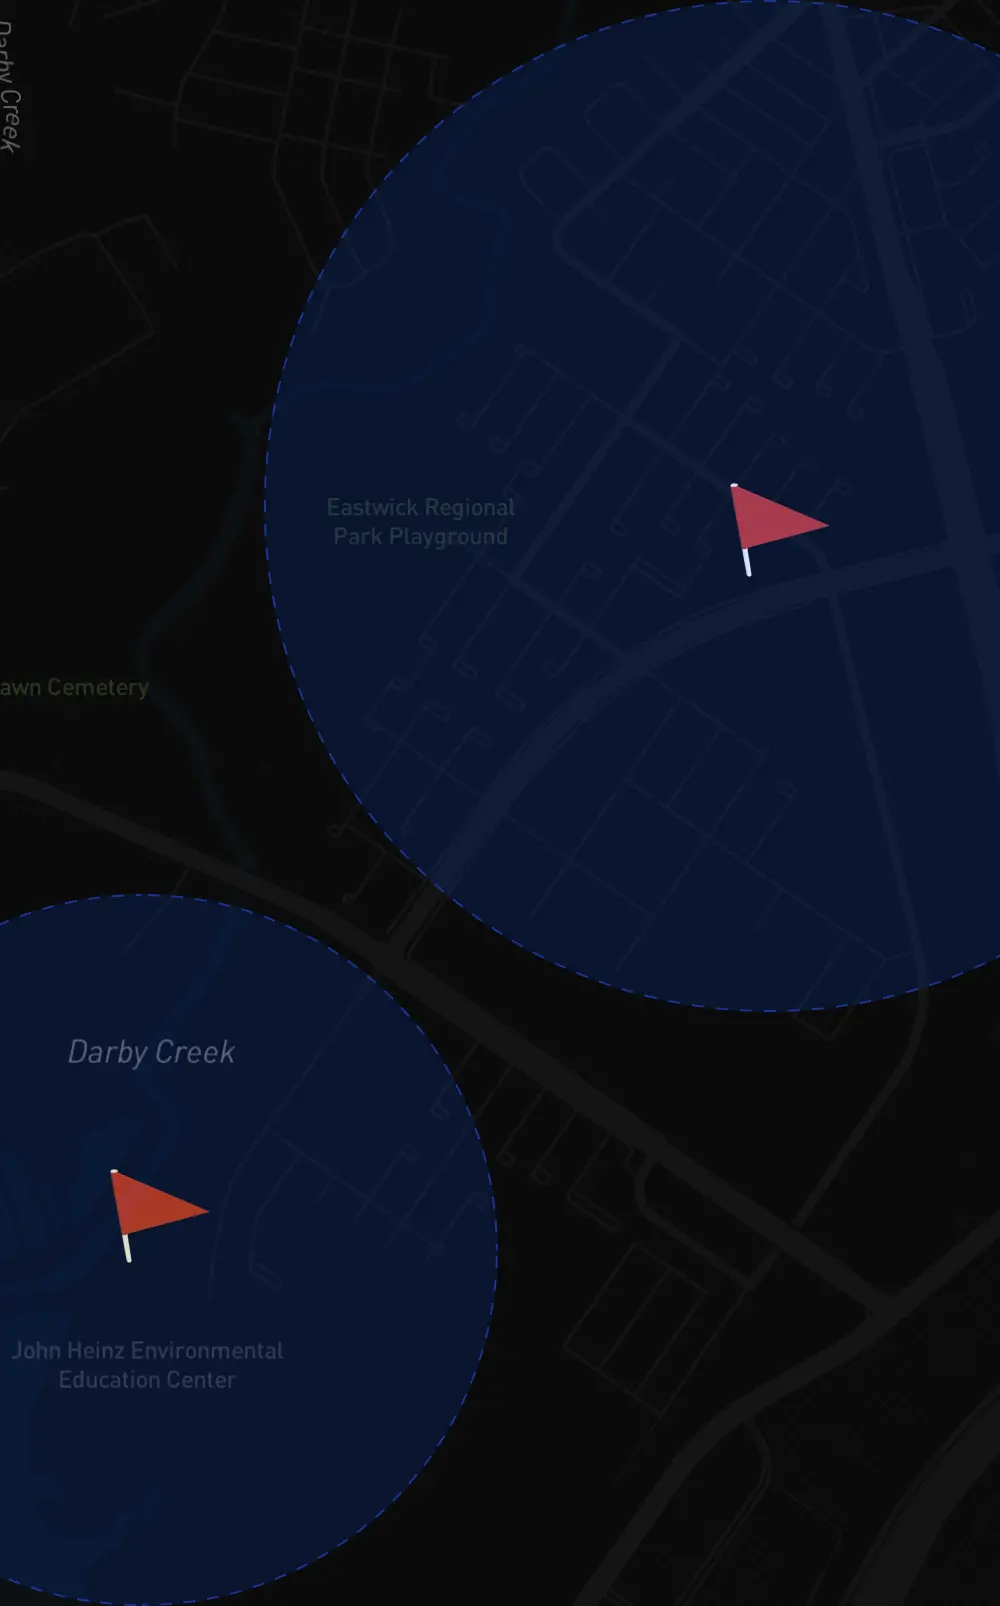 Darby Creek
Eastwick Regional
Park Playground
awn Cemetery
Darby Creek
John Heinz Environmental
Education Center